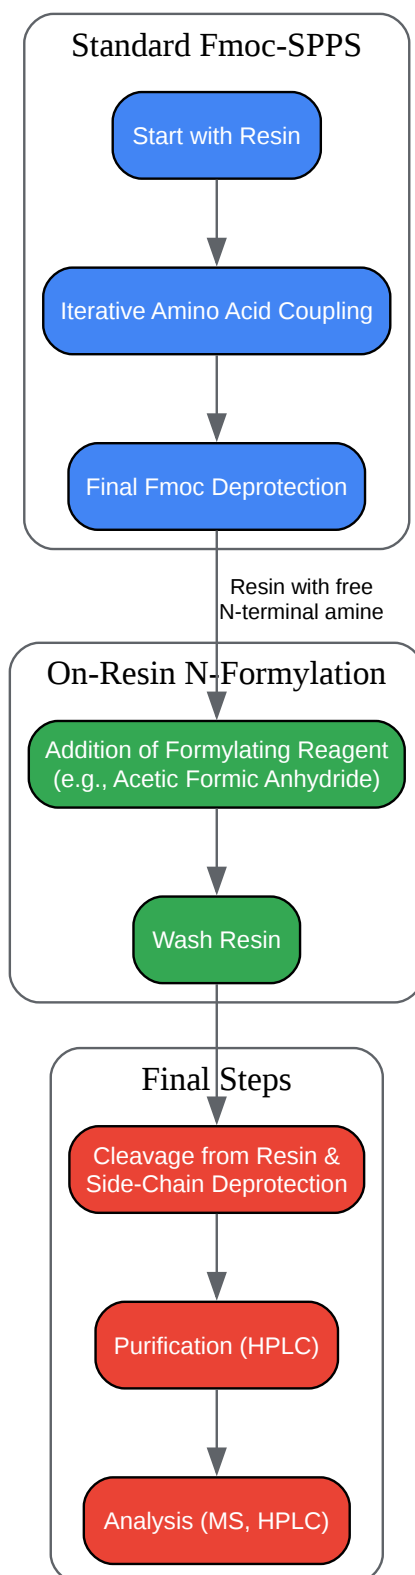 Standard Fmoc-SPPS
Start with Resin
Iterative Amino Acid Coupling
Final Fmoc Deprotection
Resin with free
N-terminal amine
On-Resin N-Formylation
Addition of Formylating Reagent
(e.g., Acetic Formic Anhydride)
Wash Resin
Final Steps
Cleavage from Resin &
Side-Chain Deprotection
Purification (HPLC)
Analysis (MS, HPLC)